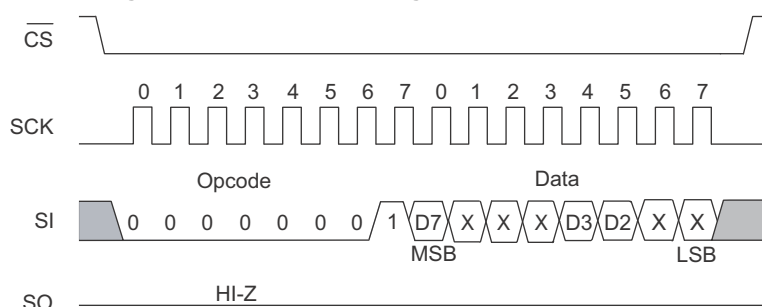 CS
0 1 2 3 4 5 6 7 0 1 2 3 4 5 6 7
SCK
Opcode Data
SI 0 0 0 0 0 0 0 1 D7 X X X D3 D2 X X
MSB LSB
HI-Z
SO